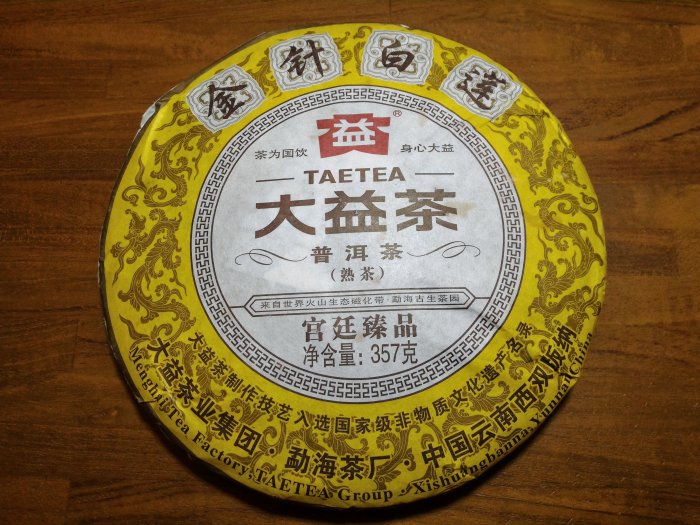 金针白莲
益®
茶为国饮 身心大益
TAETEA
大益茶
普洱茶
(熟茶)
来自世界火山生态磁化带·勐海古生茶园
宫廷臻品
净含量：357克
大益茶制作技艺入选国家级非物质文化遗产名录
大益茶业集团·勐海茶厂 中国云南西双版纳
Menghai Tea Factory, TAETEA Group · Xishuangbanna, Yunnan, China